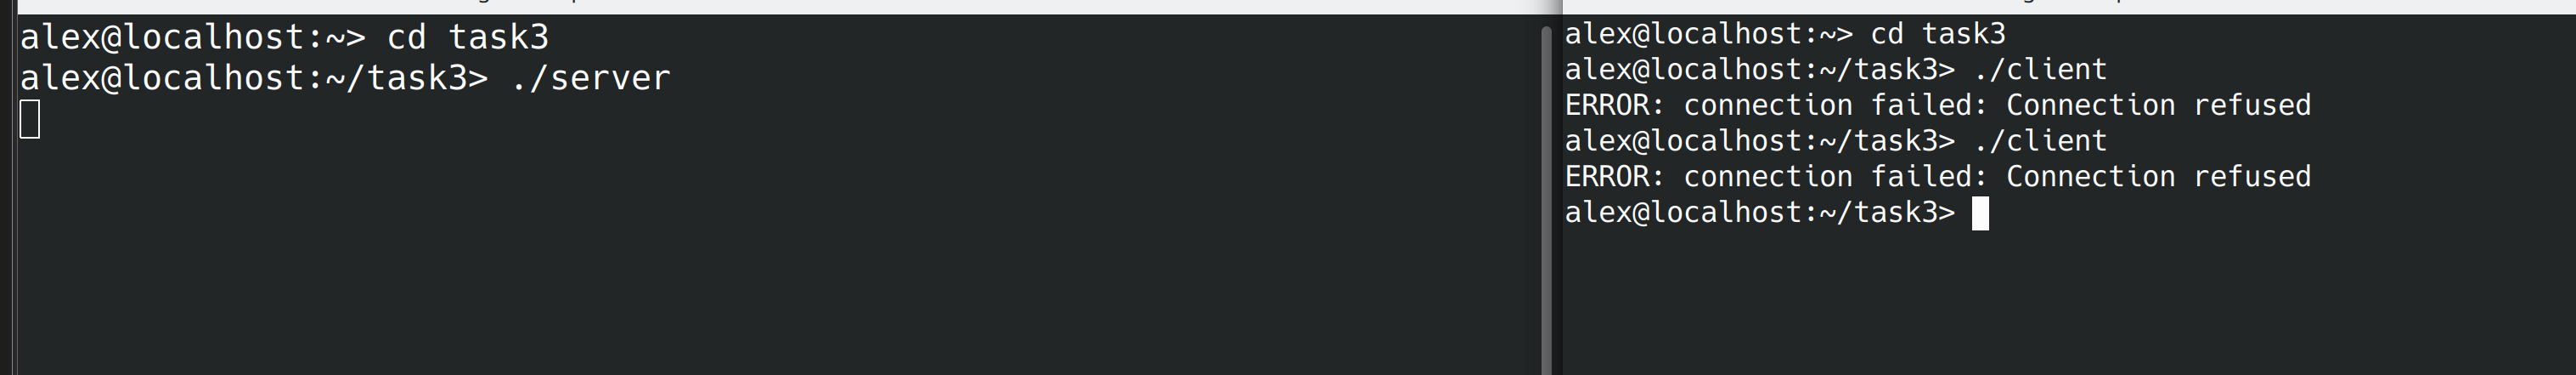 alex@localhost:~> cd task3
alex@localhost:~/task3> ./server
alex@localhost:~> cd task3
alex@localhost:~/task3> ./client
ERROR: connection failed: Connection refused
alex@localhost:~/task3> ./client
ERROR: connection failed: Connection refused
alex@localhost:~/task3>